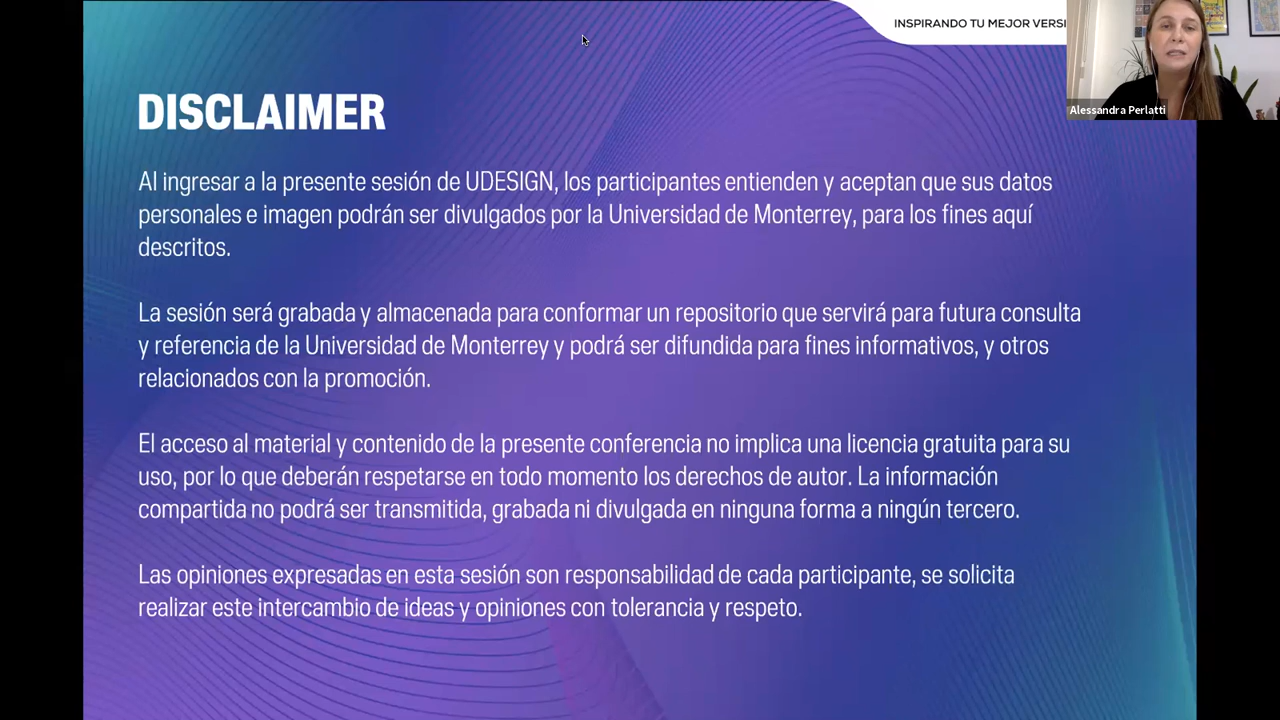 INSPIRANDO TU MEJOR VERSI
Alessandra Perlatti
DISCLAIMER
Al ingresar a la presente sesión de UDESIGN, los participantes entienden y aceptan que sus datos
personales e imagen podrán ser divulgados por la Universidad de Monterrey, para los fines aquí
descritos.
La sesión será grabada y almacenada para conformar un repositorio que servirá para futura consulta
y referencia de la Universidad de Monterrey y podrá ser difundida para fines informativos, y otros
relacionados con la promoción.
El acceso al material y contenido de la presente conferencia no implica una licencia gratuita para su
uso, por lo que deberán respetarse en todo momento los derechos de autor. La información
compartida no podrá ser transmitida, grabada ni divulgada en ninguna forma a ningún tercero.
Las opiniones expresadas en esta sesión son responsabilidad de cada participante, se solicita
realizar este intercambio de ideas y opiniones con tolerancia y respeto.